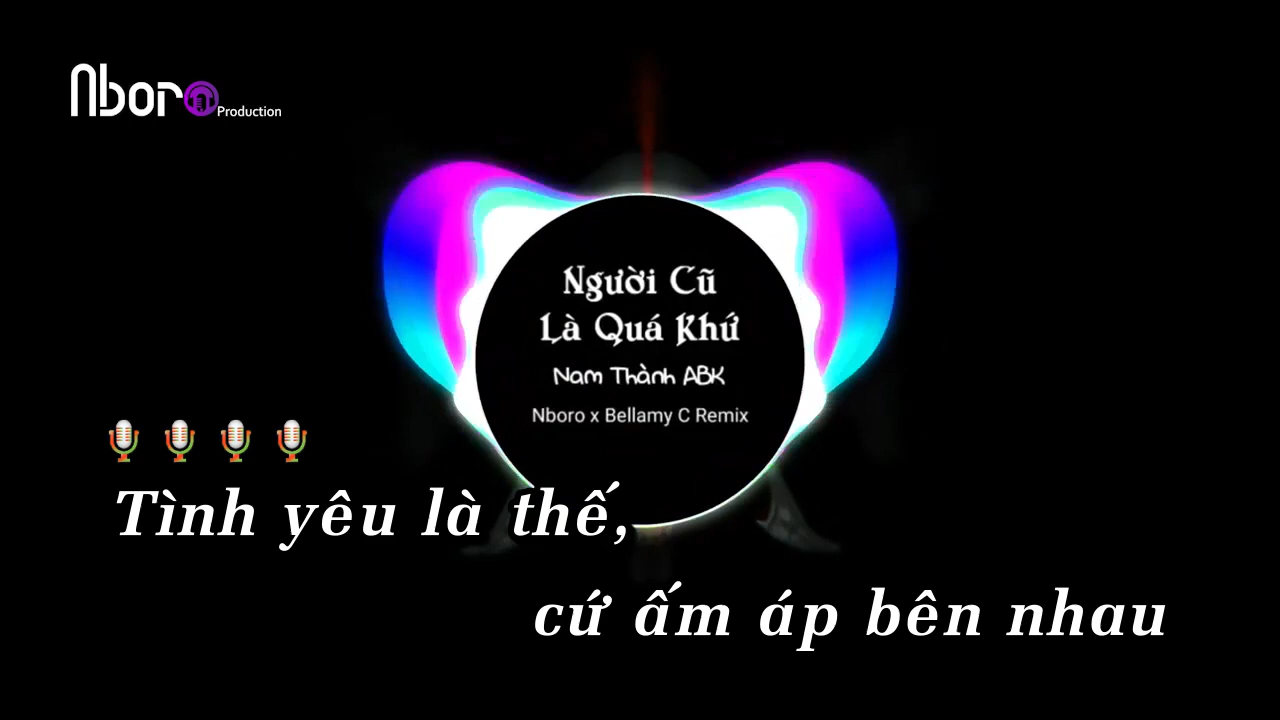 Nboro Production
Người Cũ
Là Quá Khứ
Nam Thành ABK
Nboro x Bellamy C Remix
Tình yêu là thế,
cứ ấm áp bên nhau